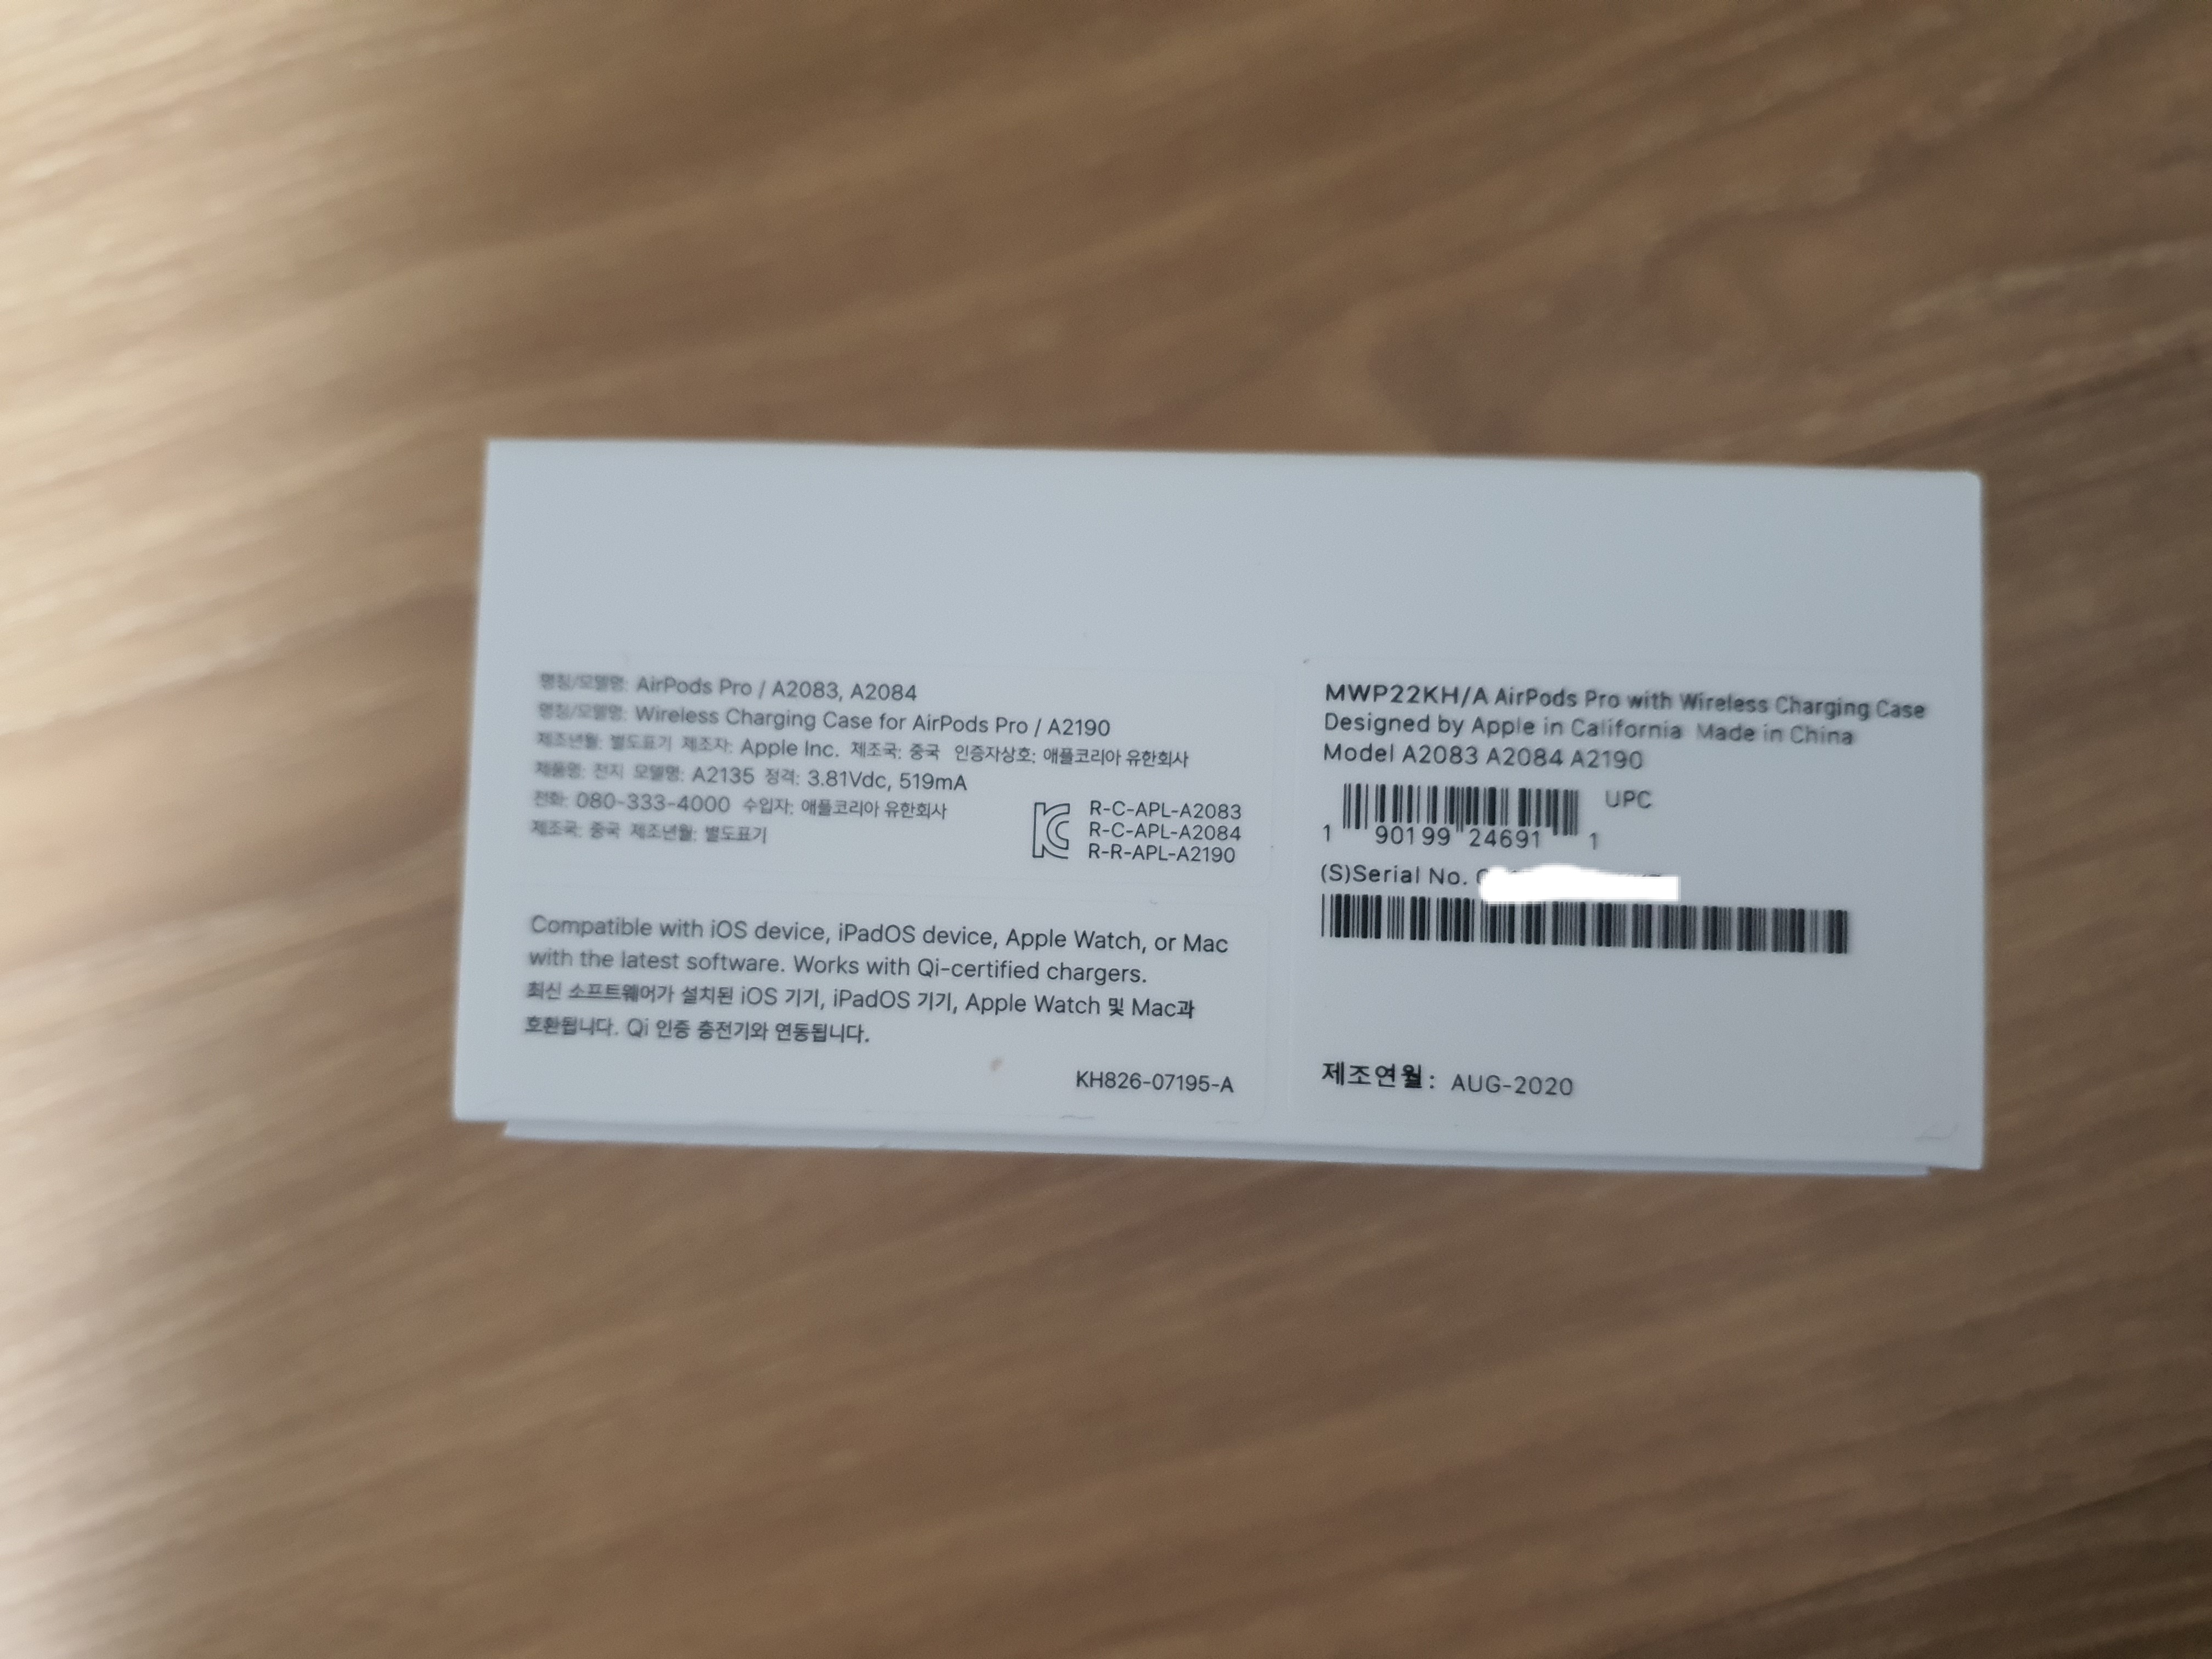 명칭/모델명: AirPods Pro / A2083, A2084
명칭/모델명: Wireless Charging Case for AirPods Pro / A2190
제조년월: 별도표기 제조자: Apple Inc. 제조국: 중국 인증자상호: 애플코리아 유한회사
제품명: 전지 모델명: A2135 정격: 3.81Vdc, 519mA
전화: 080-333-4000 수입자: 애플코리아 유한회사
제조국: 중국 제조년월: 별도표기
R-C-APL-A2083
R-C-APL-A2084
R-R-APL-A2190
Compatible with iOS device, iPadOS device, Apple Watch, or Mac
with the latest software. Works with Qi-certified chargers.
최신 소프트웨어가 설치된 iOS 기기, iPadOS 기기, Apple Watch 및 Mac과
호환됩니다. Qi 인증 충전기와 연동됩니다.
KH826-07195-A
MWP22KH/A AirPods Pro with Wireless Charging Case
Designed by Apple in California Made in China
Model A2083 A2084 A2190
UPC
1 90199 24691 1
(S)Serial No.
제조연월: AUG-2020